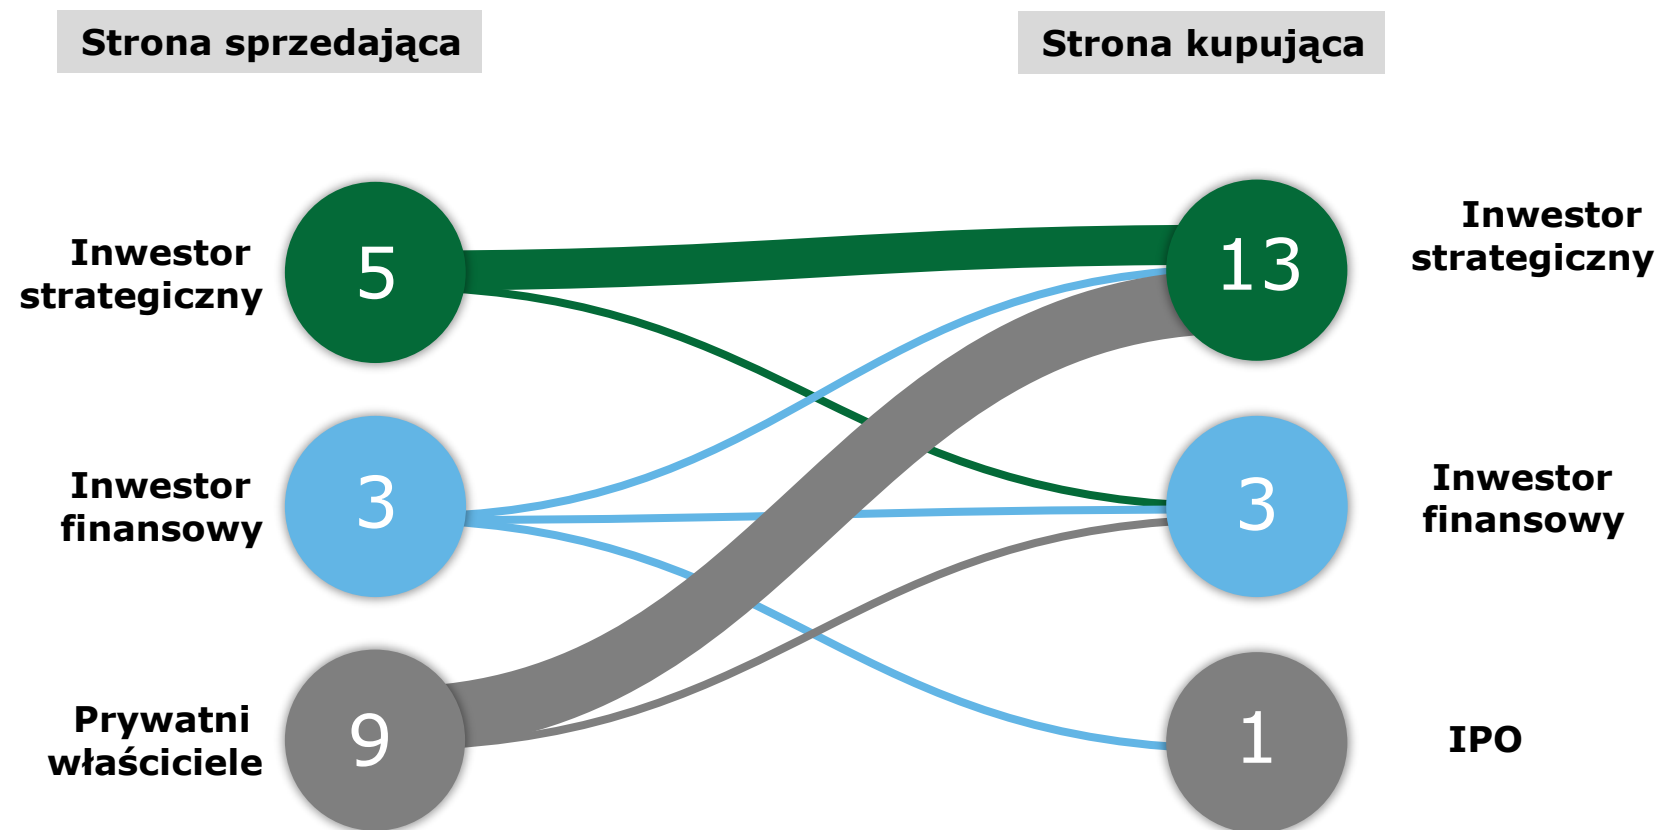 Strona sprzedająca
Strona kupująca
Inwestor
strategiczny
5
13
Inwestor
strategiczny
Inwestor
finansowy
3
3
Inwestor
finansowy
Prywatni
właściciele
9
1
IPO